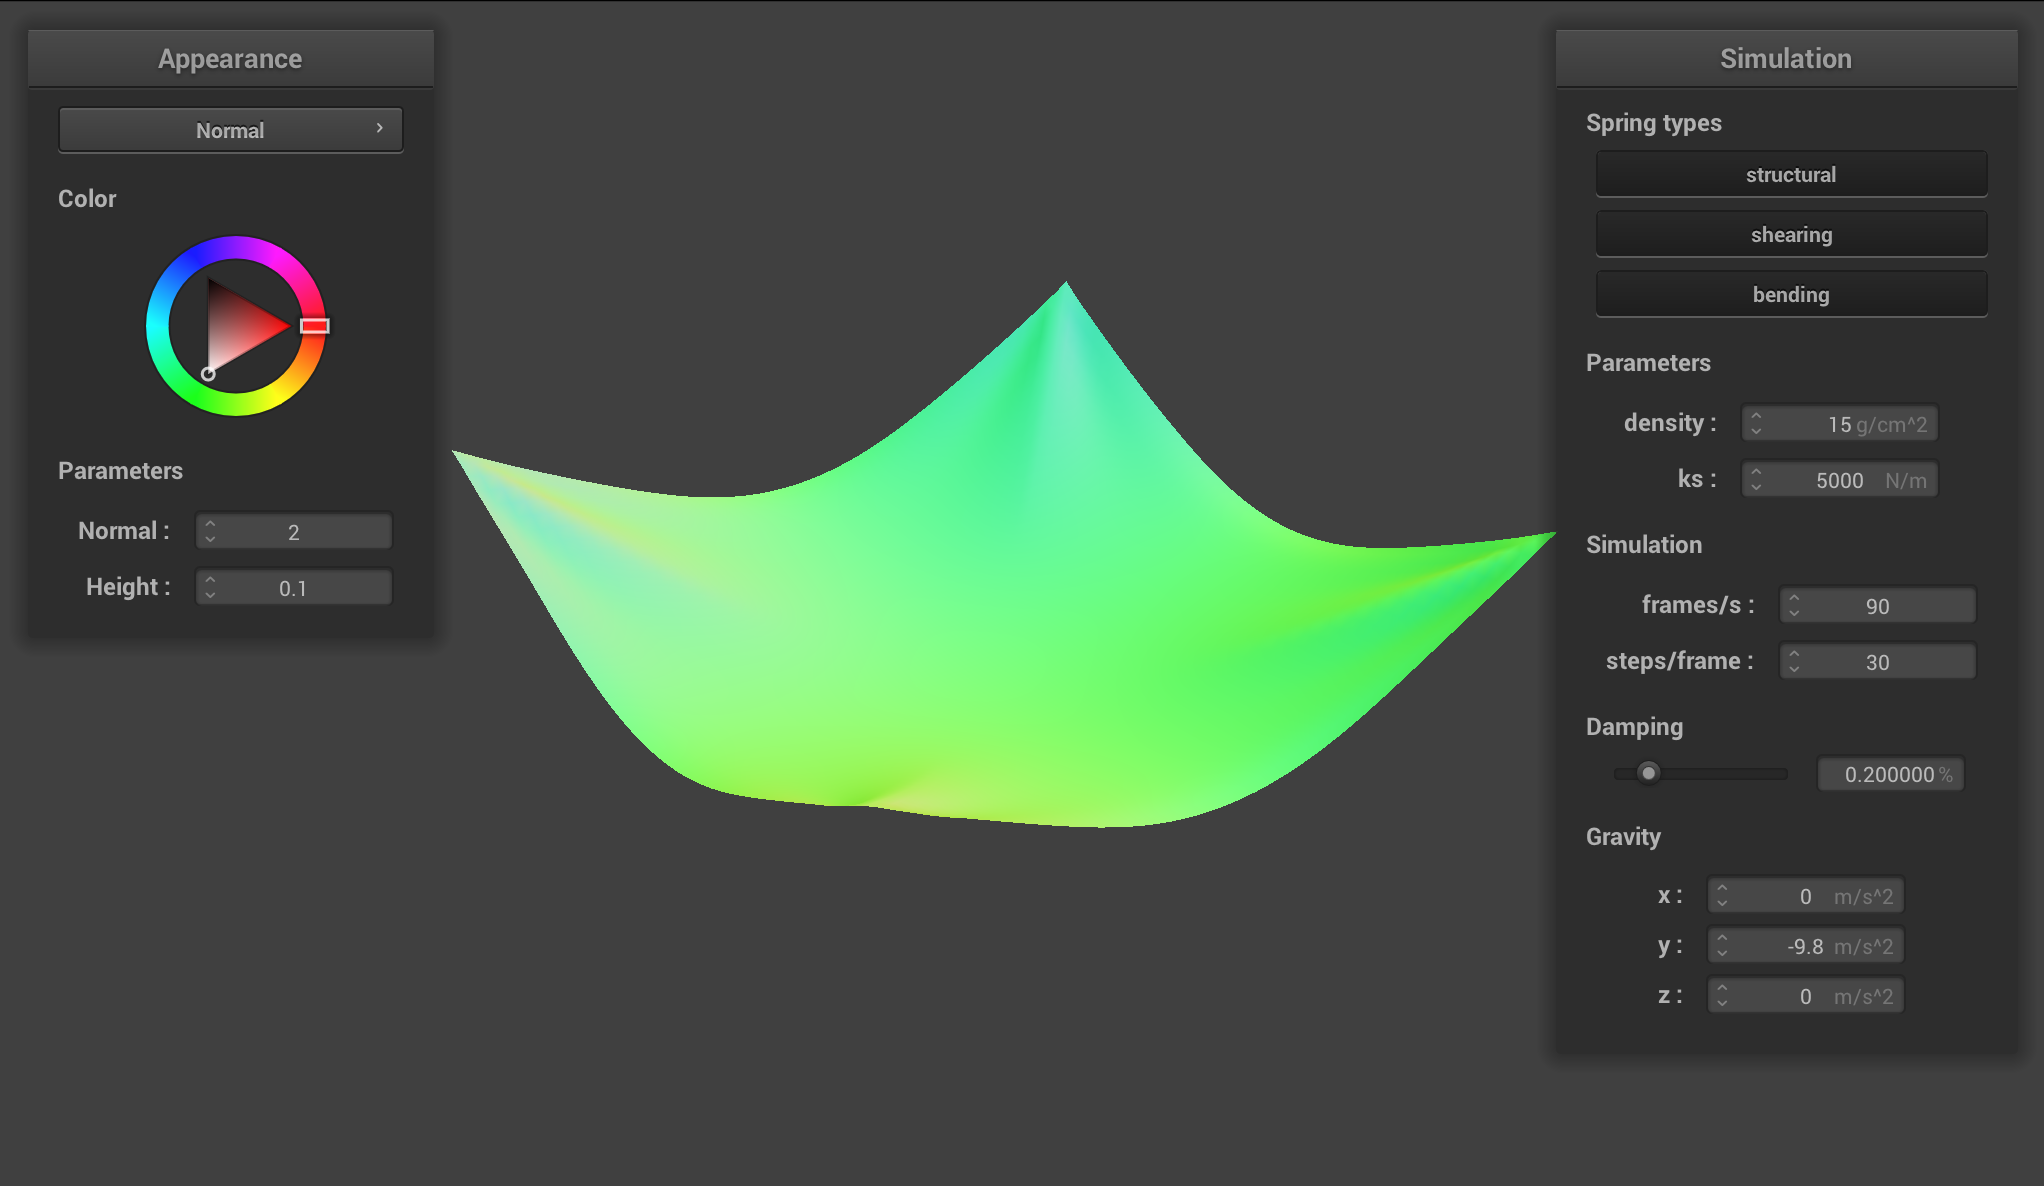 Appearance
Normal
Color
Parameters
Normal : 2
Height : 0.1
Simulation
Spring types
structural
shearing
bending
Parameters
density : 15 g/cm^2
ks : 5000 N/m
Simulation
frames/s : 90
steps/frame : 30
Damping
0.200000 %
Gravity
x : 0 m/s^2
y : -9.8 m/s^2
z : 0 m/s^2